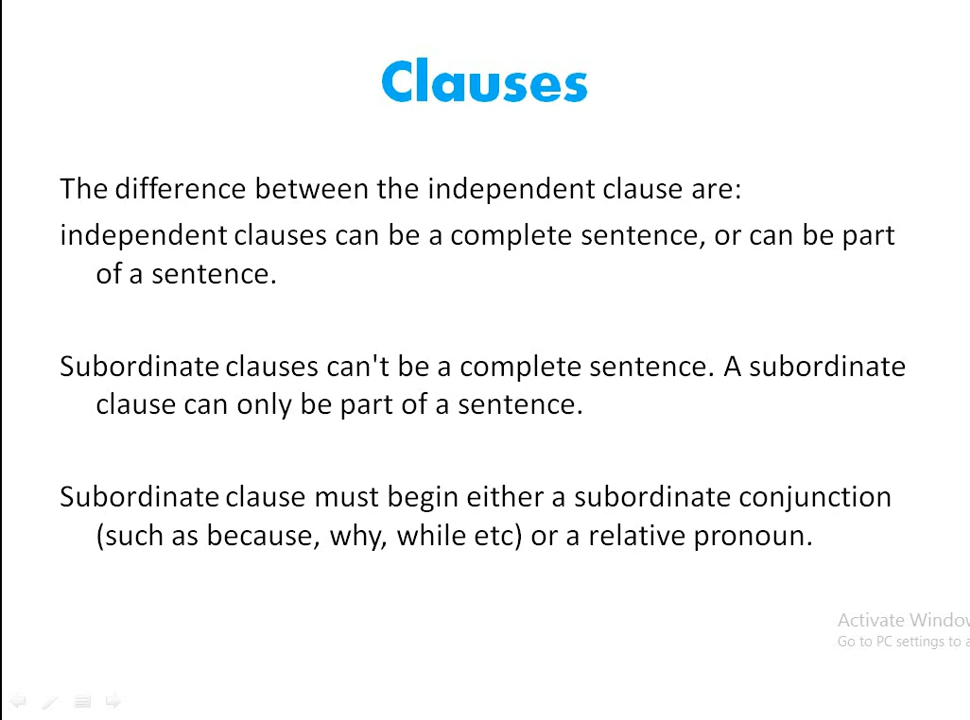 Clauses
The difference between the independent clause are:
independent clauses can be a complete sentence, or can be part
of a sentence.
Subordinate clauses can't be a complete sentence. A subordinate
clause can only be part of a sentence.
Subordinate clause must begin either a subordinate conjunction
(such as because, why, while etc) or a relative pronoun.
Activate Windo
Go to PC settings to a